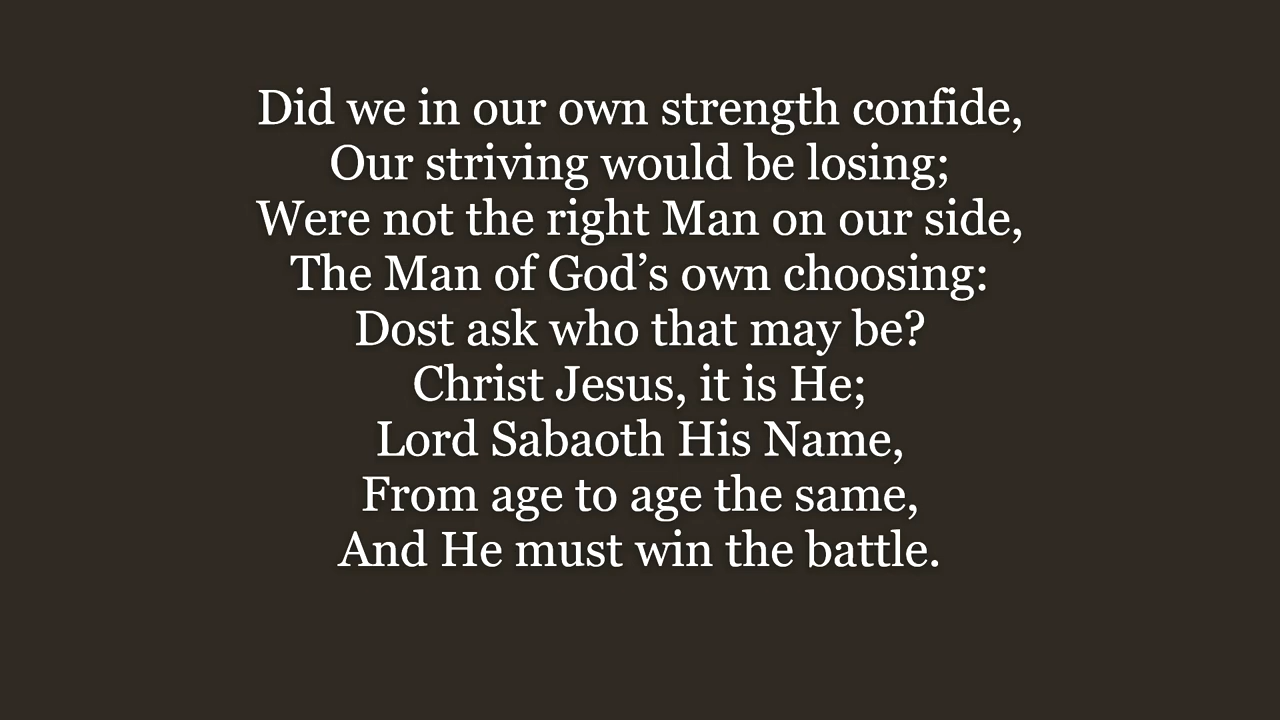 Did we in our own strength confide,
Our striving would be losing;
Were not the right Man on our side,
The Man of God’s own choosing:
Dost ask who that may be?
Christ Jesus, it is He;
Lord Sabaoth His Name,
From age to age the same,
And He must win the battle.